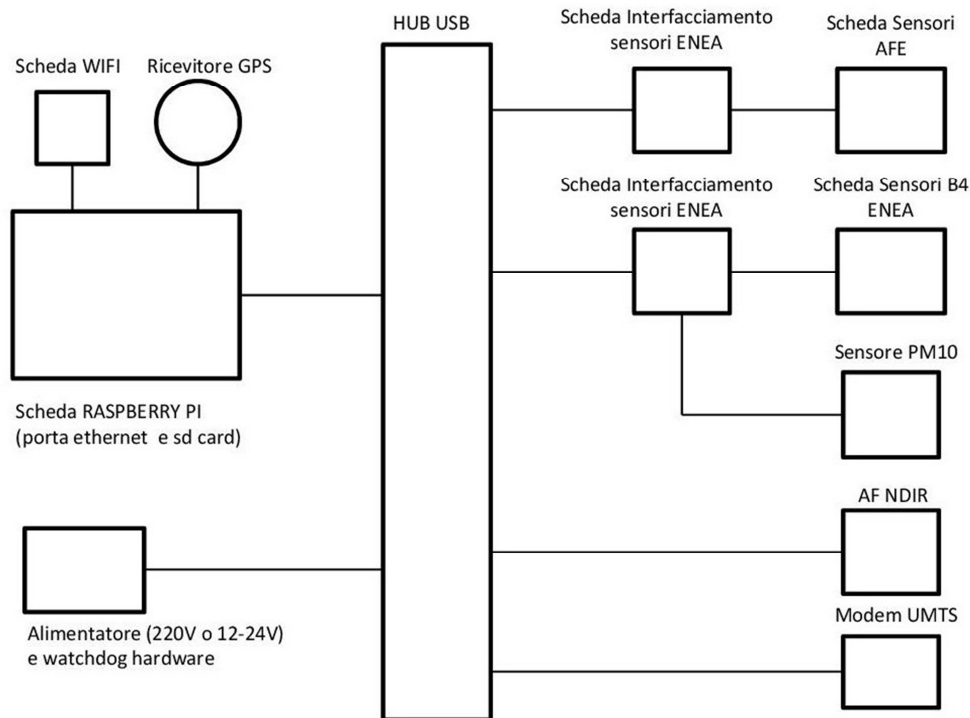 HUB USB
Scheda Interfacciamento
sensori ENEA
Scheda Sensori
AFE
Scheda WIFI
Ricevitore GPS
Scheda Interfacciamento
sensori ENEA
Scheda Sensori B4
ENEA
Sensore PM10
Scheda RASPBERRY PI
(porta ethernet e sd card)
AF NDIR
Modem UMTS
Alimentatore (220V o 12-24V)
e watchdog hardware